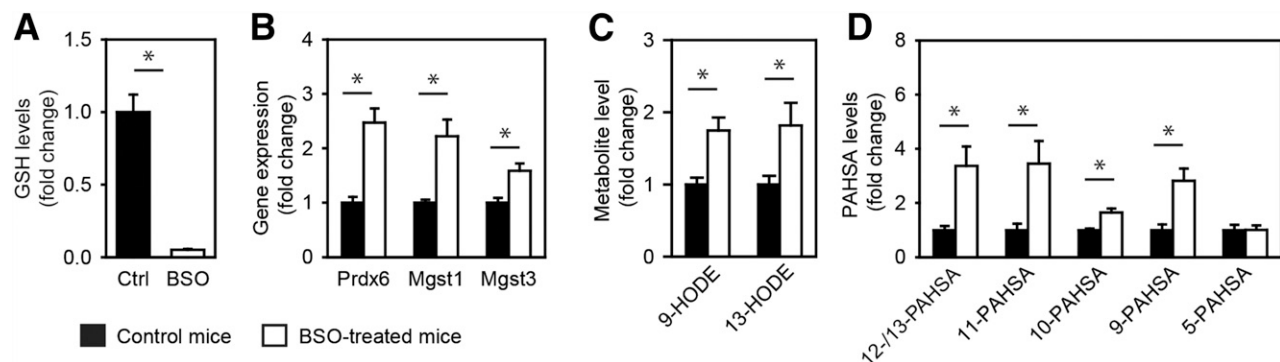 A
GSH levels
(fold change)
1.5
1.0
0.5
0.0
*
Ctrl BSO
B
Gene expression
(fold change)
4
3
2
1
0
* * *
Prdx6 Mgst1 Mgst3
C
Metabolite level
(fold change)
3
2
1
0
* *
9-HODE
13-HODE
D
PAHSA levels
(fold change)
8
6
4
2
0
* * * *
12-/13-PAHSA
11-PAHSA
10-PAHSA
9-PAHSA
5-PAHSA
Control mice
BSO-treated mice